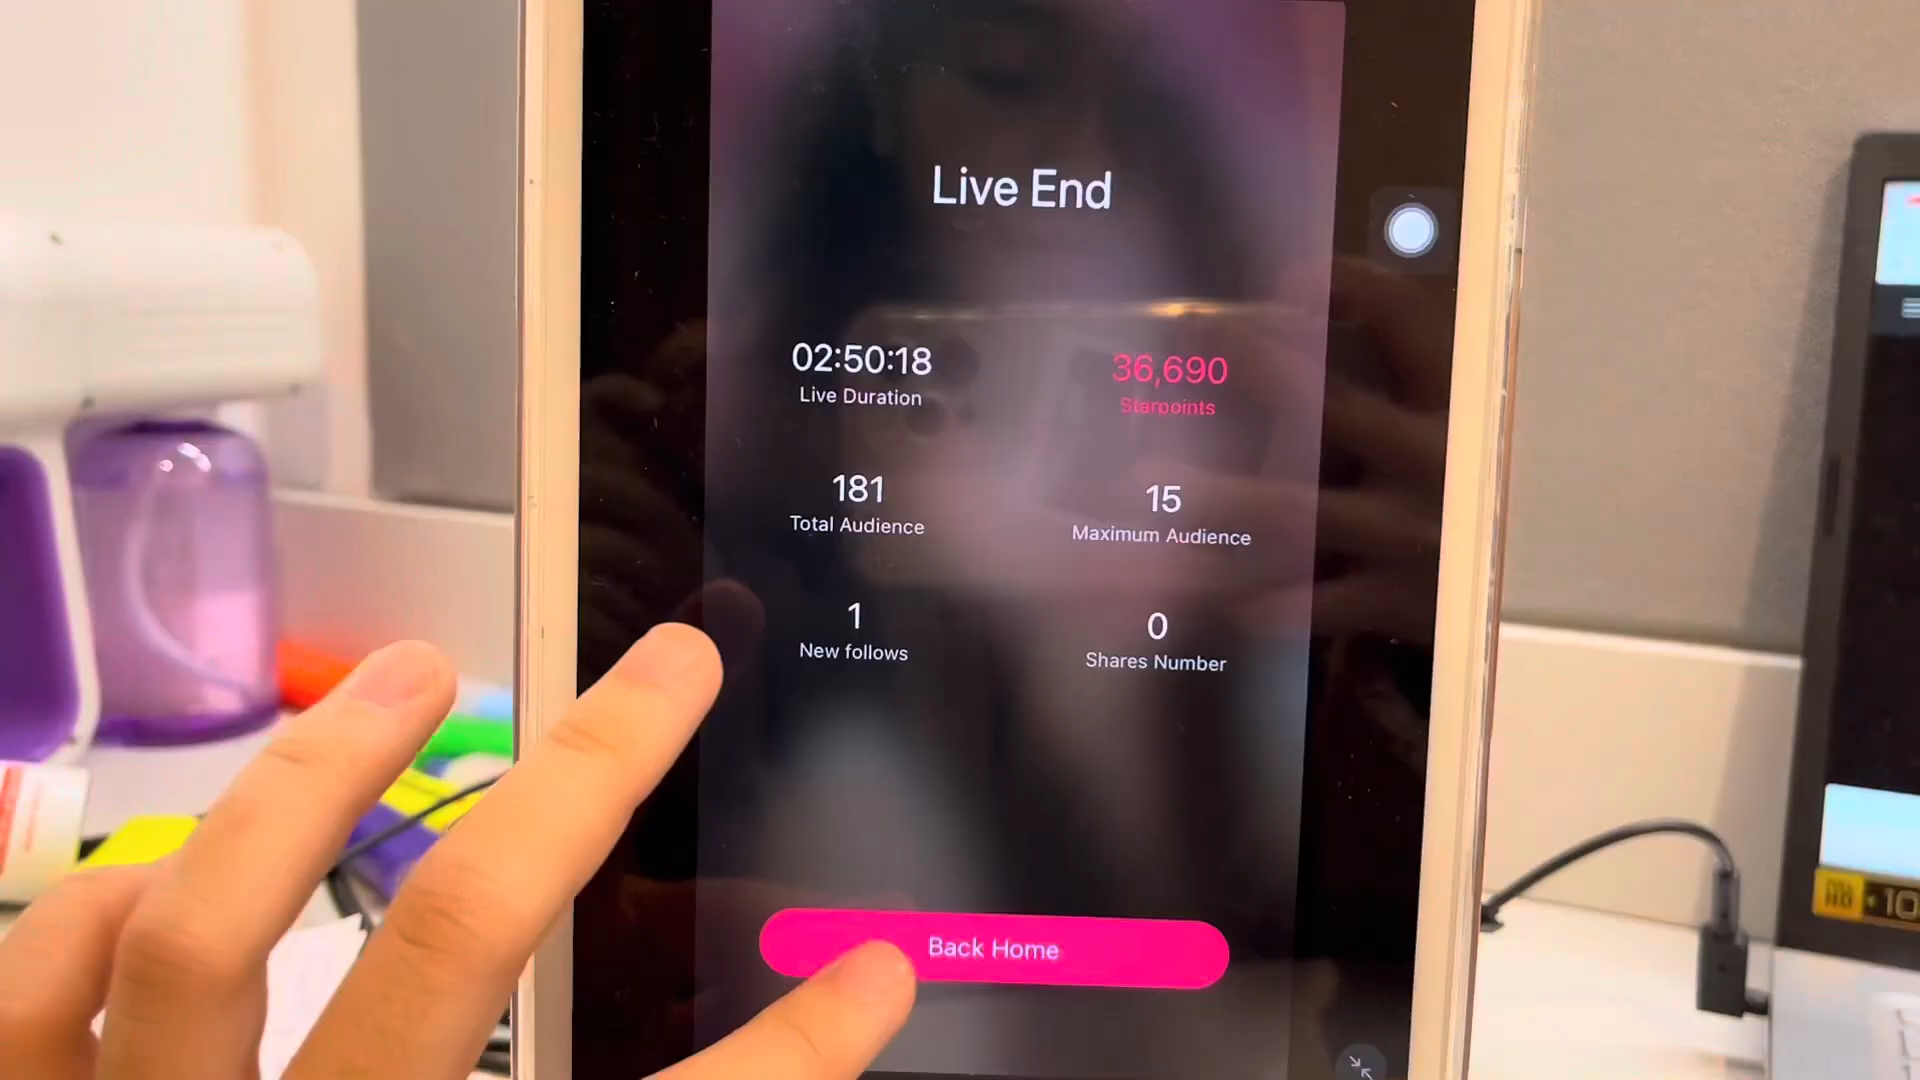 Live End
02:50:18
Live Duration
36,690
Starpoints
181
Total Audience
15
Maximum Audience
1
New follows
0
Shares Number
Back Home
10